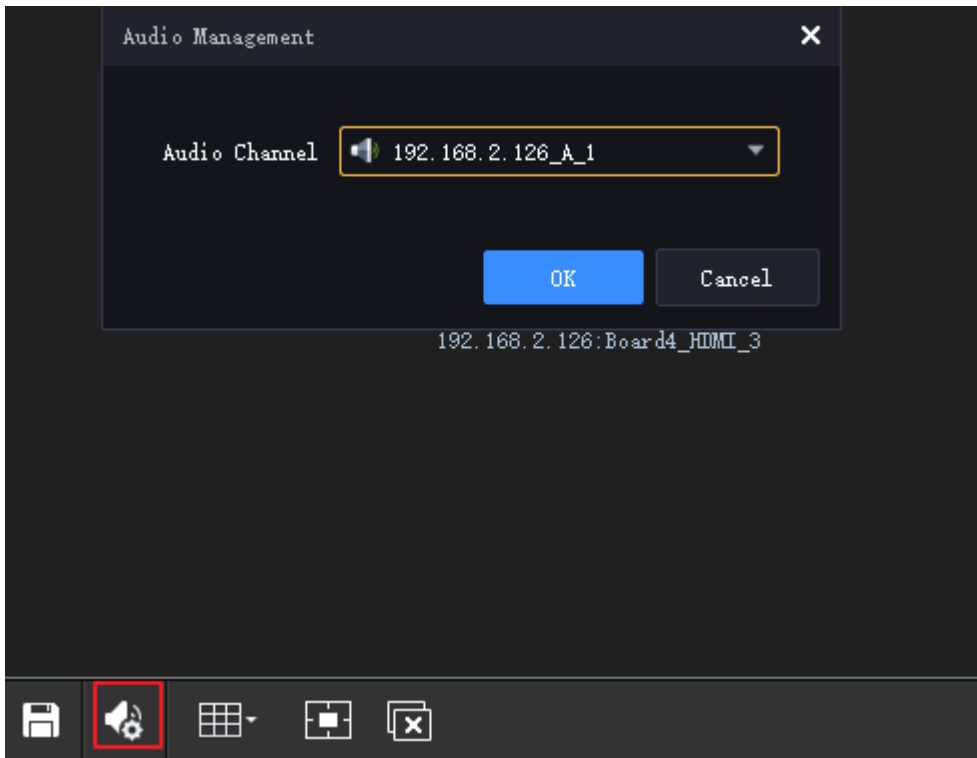 Audio Management
Audio Channel 192.168.2.126_A_1
OK Cancel
192.168.2.126:Board4_HDMI_3